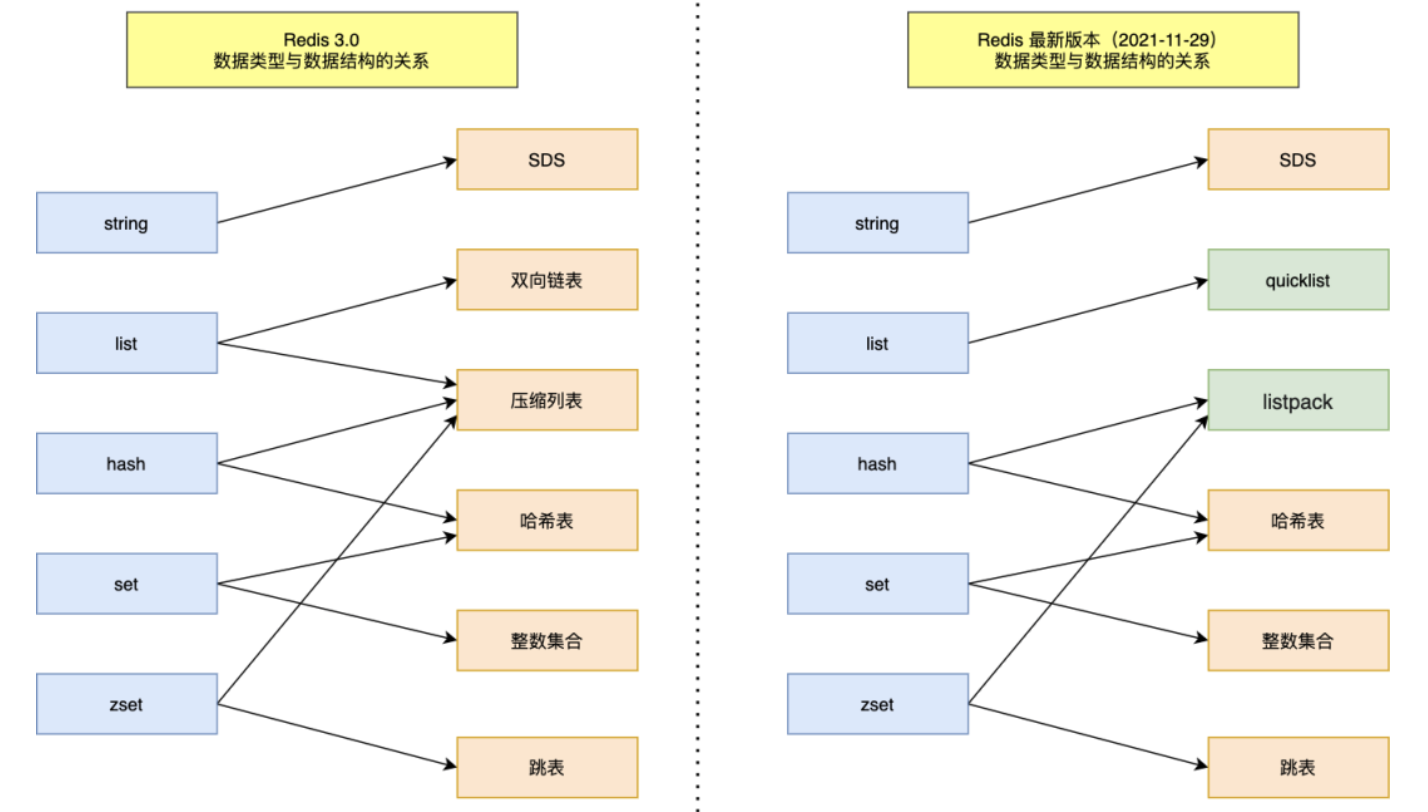 Redis 3.0
数据类型与数据结构的关系
SDS
string
双向链表
list
压缩列表
hash
哈希表
set
整数集合
zset
跳表
Redis 最新版本（2021-11-29）
数据类型与数据结构的关系
SDS
string
quicklist
list
listpack
hash
哈希表
set
整数集合
zset
跳表